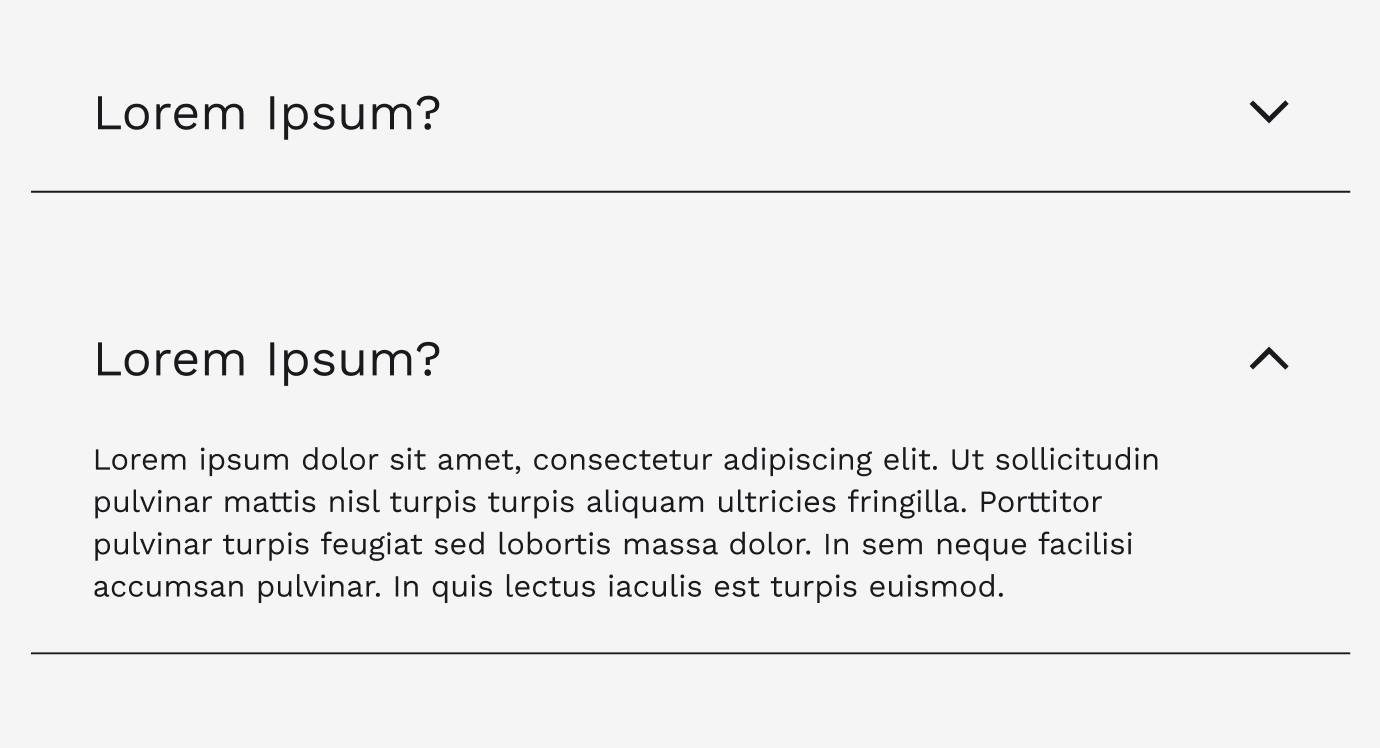 Lorem Ipsum?
Lorem Ipsum?
Lorem ipsum dolor sit amet, consectetur adipiscing elit. Ut sollicitudin
pulvinar mattis nisl turpis turpis aliquam ultricies fringilla. Porttitor
pulvinar turpis feugiat sed lobortis massa dolor. In sem neque facilisi
accumsan pulvinar. In quis lectus iaculis est turpis euismod.